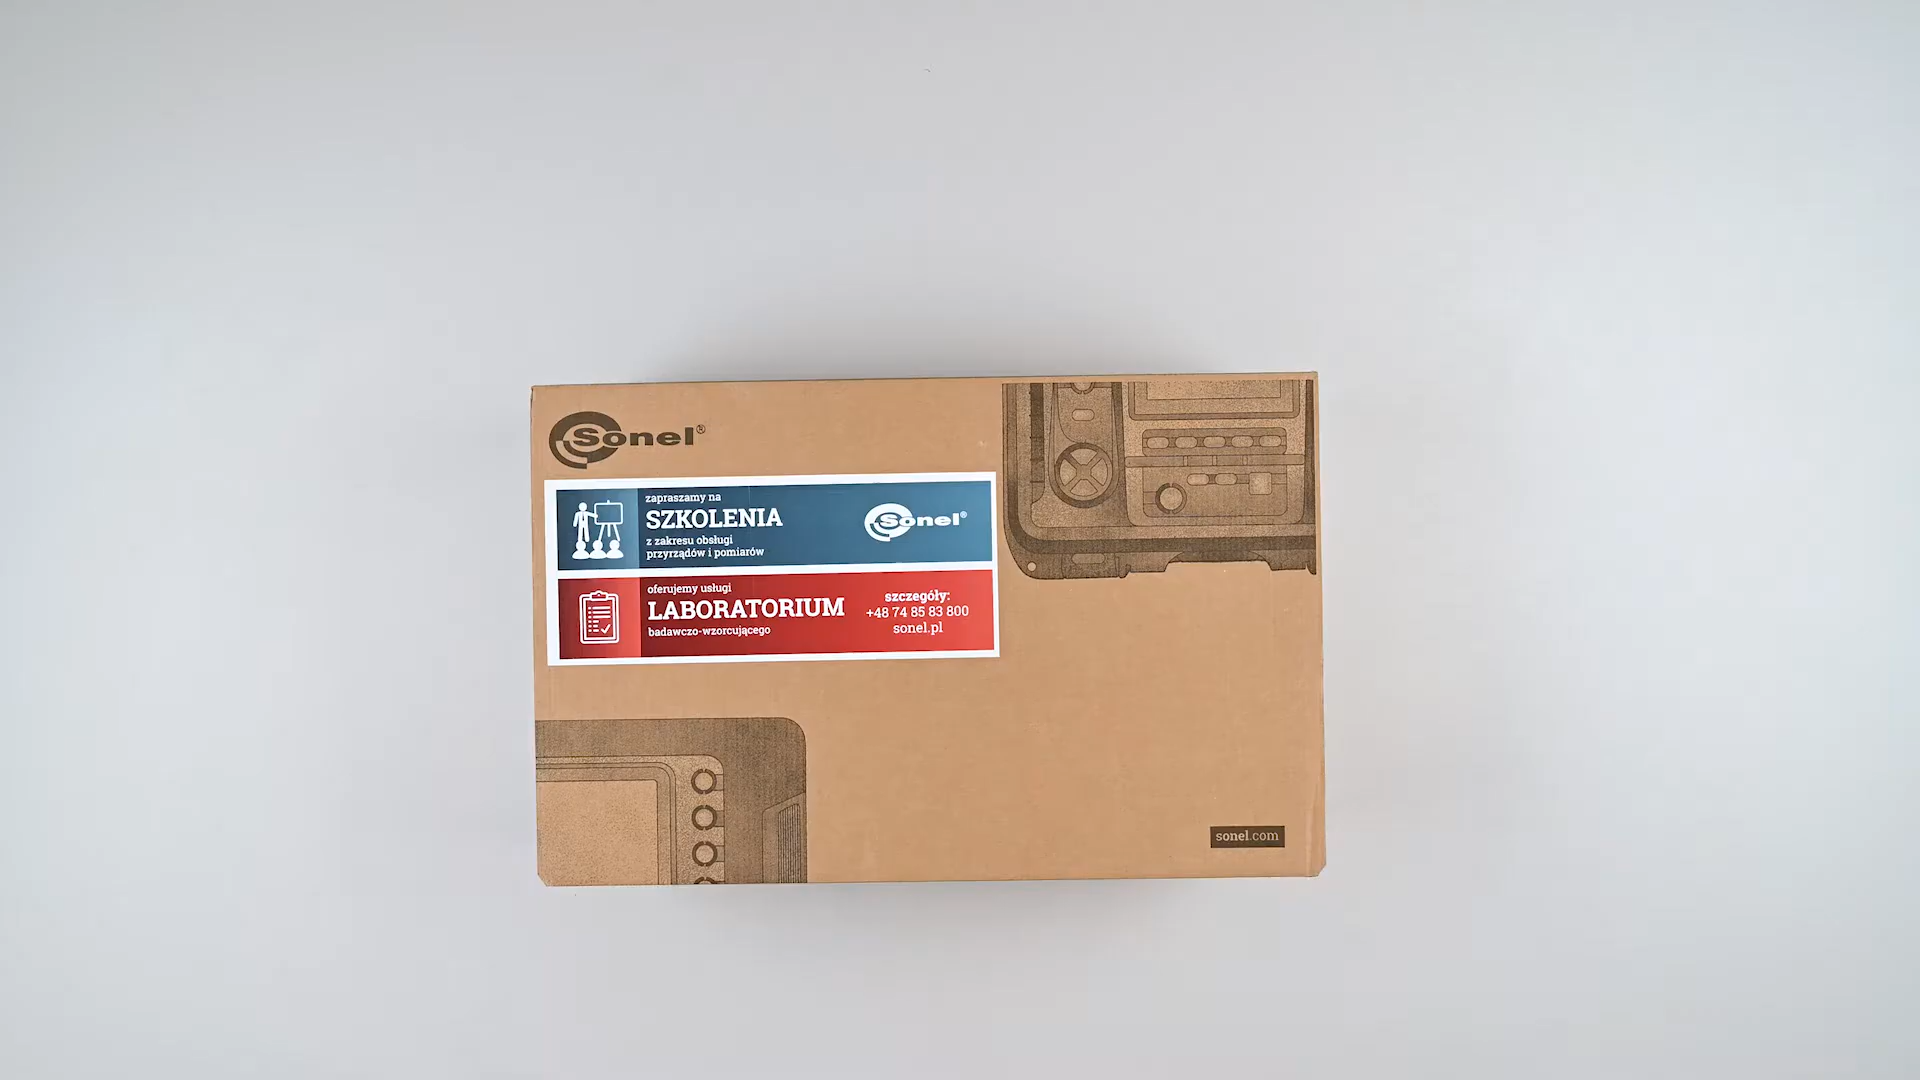 Sonel®
zapraszamy na
SZKOLENIA
z zakresu obsługi
przyrządów i pomiarów
Sonel®
oferujemy usługi
LABORATORIUM
badawczo-wzorcującego
szczegóły:
+48 74 85 83 800
sonel.pl
sonel.com